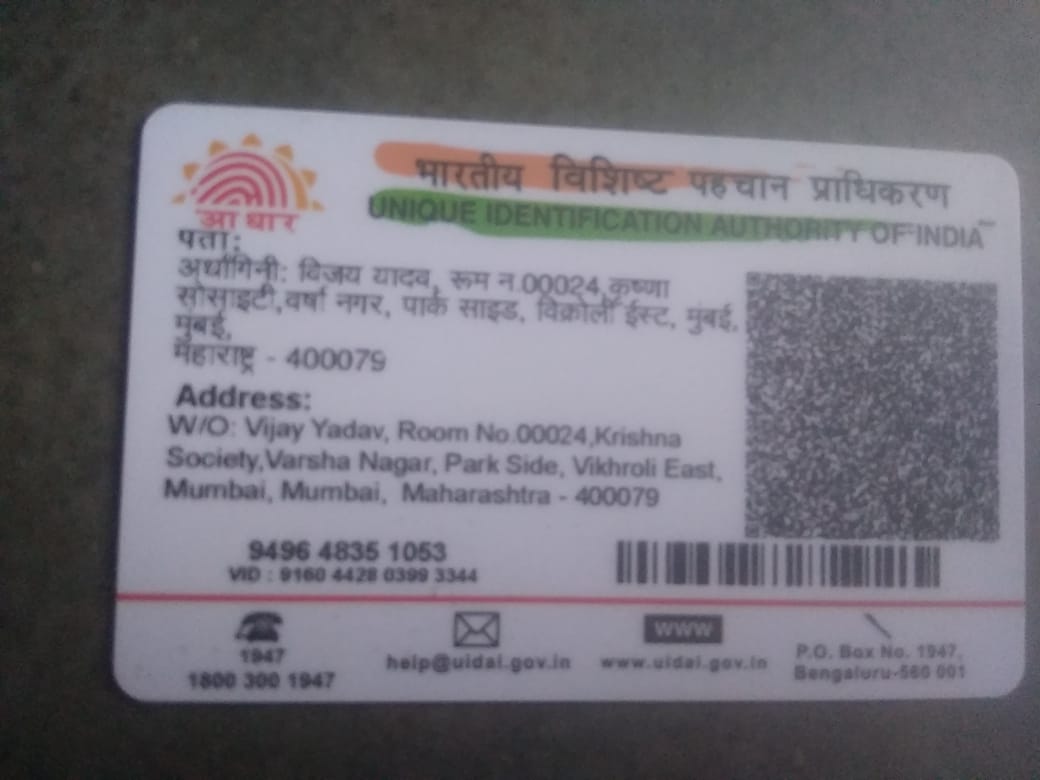 आधार
भारतीय विशिष्ट पहचान प्राधिकरण
UNIQUE IDENTIFICATION AUTHORITY OF INDIA
पता:
अर्धांगिनी: विजय यादव, रूम न.00024,कृष्णा
सोसाइटी,वर्षा नगर, पार्क साइड, विक्रोली ईस्ट, मुंबई,
मुंबई,
महाराष्ट्र - 400079
Address:
W/O: Vijay Yadav, Room No.00024,Krishna
Society,Varsha Nagar, Park Side, Vikhroli East,
Mumbai, Mumbai, Maharashtra - 400079
9496 4835 1053
VID : 9160 4428 0399 3344
1947
1800 300 1947
help@uidai.gov.in
WWW
www.uidai.gov.in
P.O. Box No. 1947,
Bengaluru-560 001